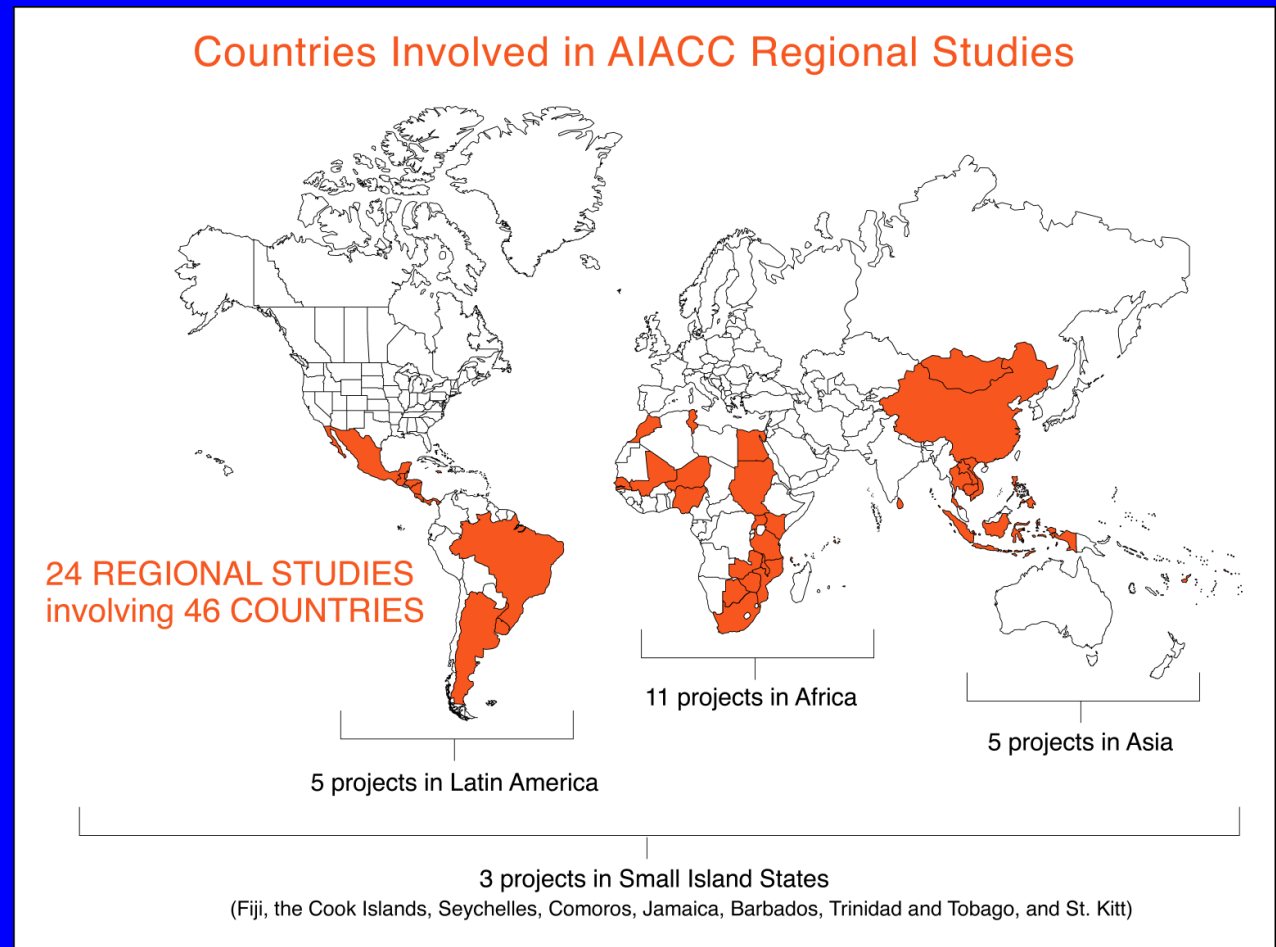 Countries Involved in AIACC Regional Studies
24 REGIONAL STUDIES
involving 46 COUNTRIES
11 projects in Africa
5 projects in Asia
5 projects in Latin America
3 projects in Small Island States
(Fiji, the Cook Islands, Seychelles, Comoros, Jamaica, Barbados, Trinidad and Tobago, and St. Kitt)